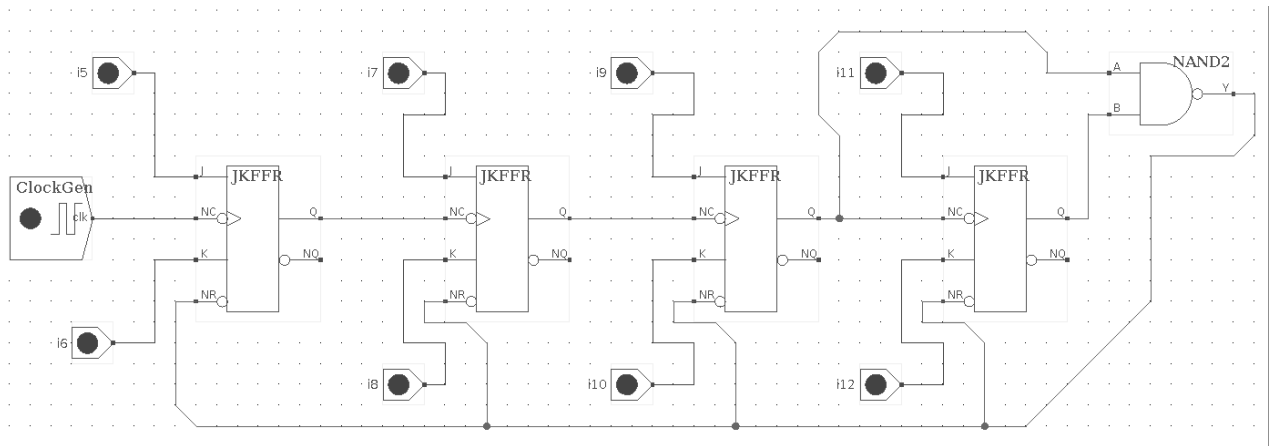 NAND2
i5
i7
i9
i11
A
Y
B
JKFFR
JKFFR
JKFFR
JKFFR
J
J
J
J
ClockGen
clk
NC
Q
NC
Q
NC
Q
NC
Q
K
NQ
K
NQ
K
NQ
K
NQ
NR
NR
NR
NR
i6
i8
i10
i12